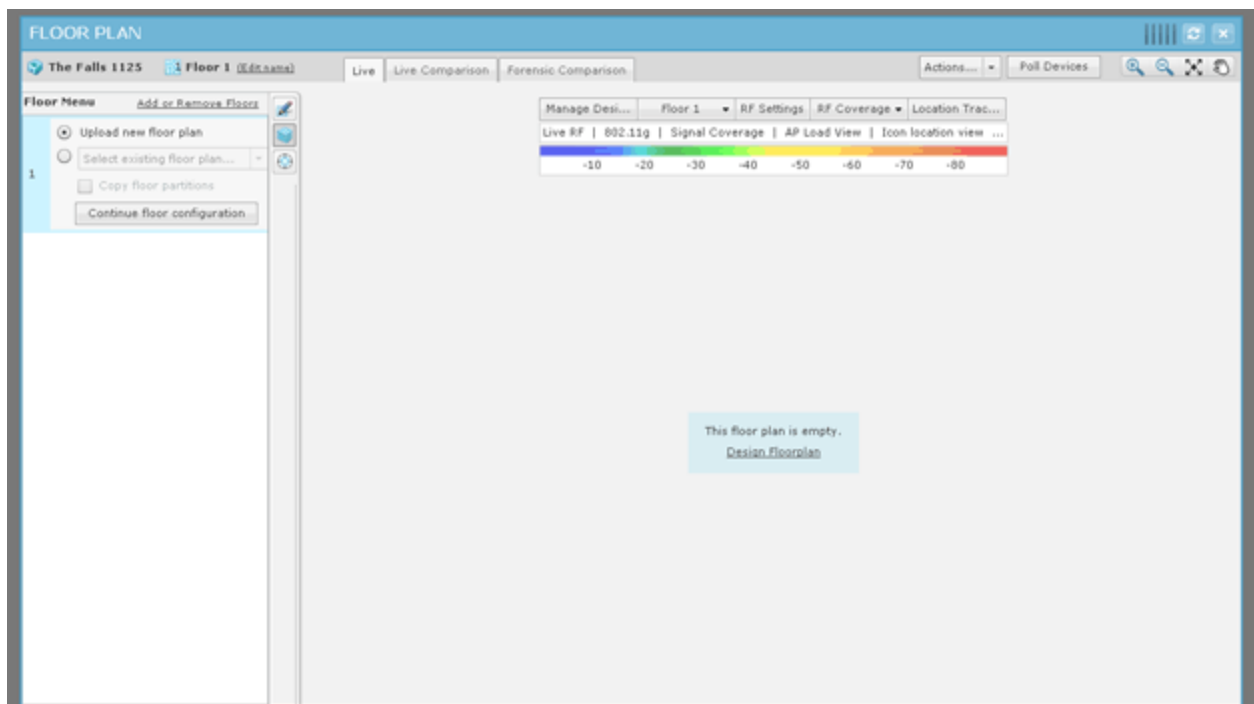 FLOOR PLAN
The Falls 1125 1 Floor 1 (Edit name) Live Live Comparison Forensic Comparison Actions... Poll Devices
Floor Menu Add or Remove Floors
Upload new floor plan
Select existing floor plan...
1
Copy floor partitions
Continue floor configuration
Manage Desi... Floor 1 RF Settings RF Coverage Location Trac...
Live RF | 802.11g | Signal Coverage | AP Load View | Icon location view ...
-10 -20 -30 -40 -50 -60 -70 -80
This floor plan is empty.
Design Floorplan